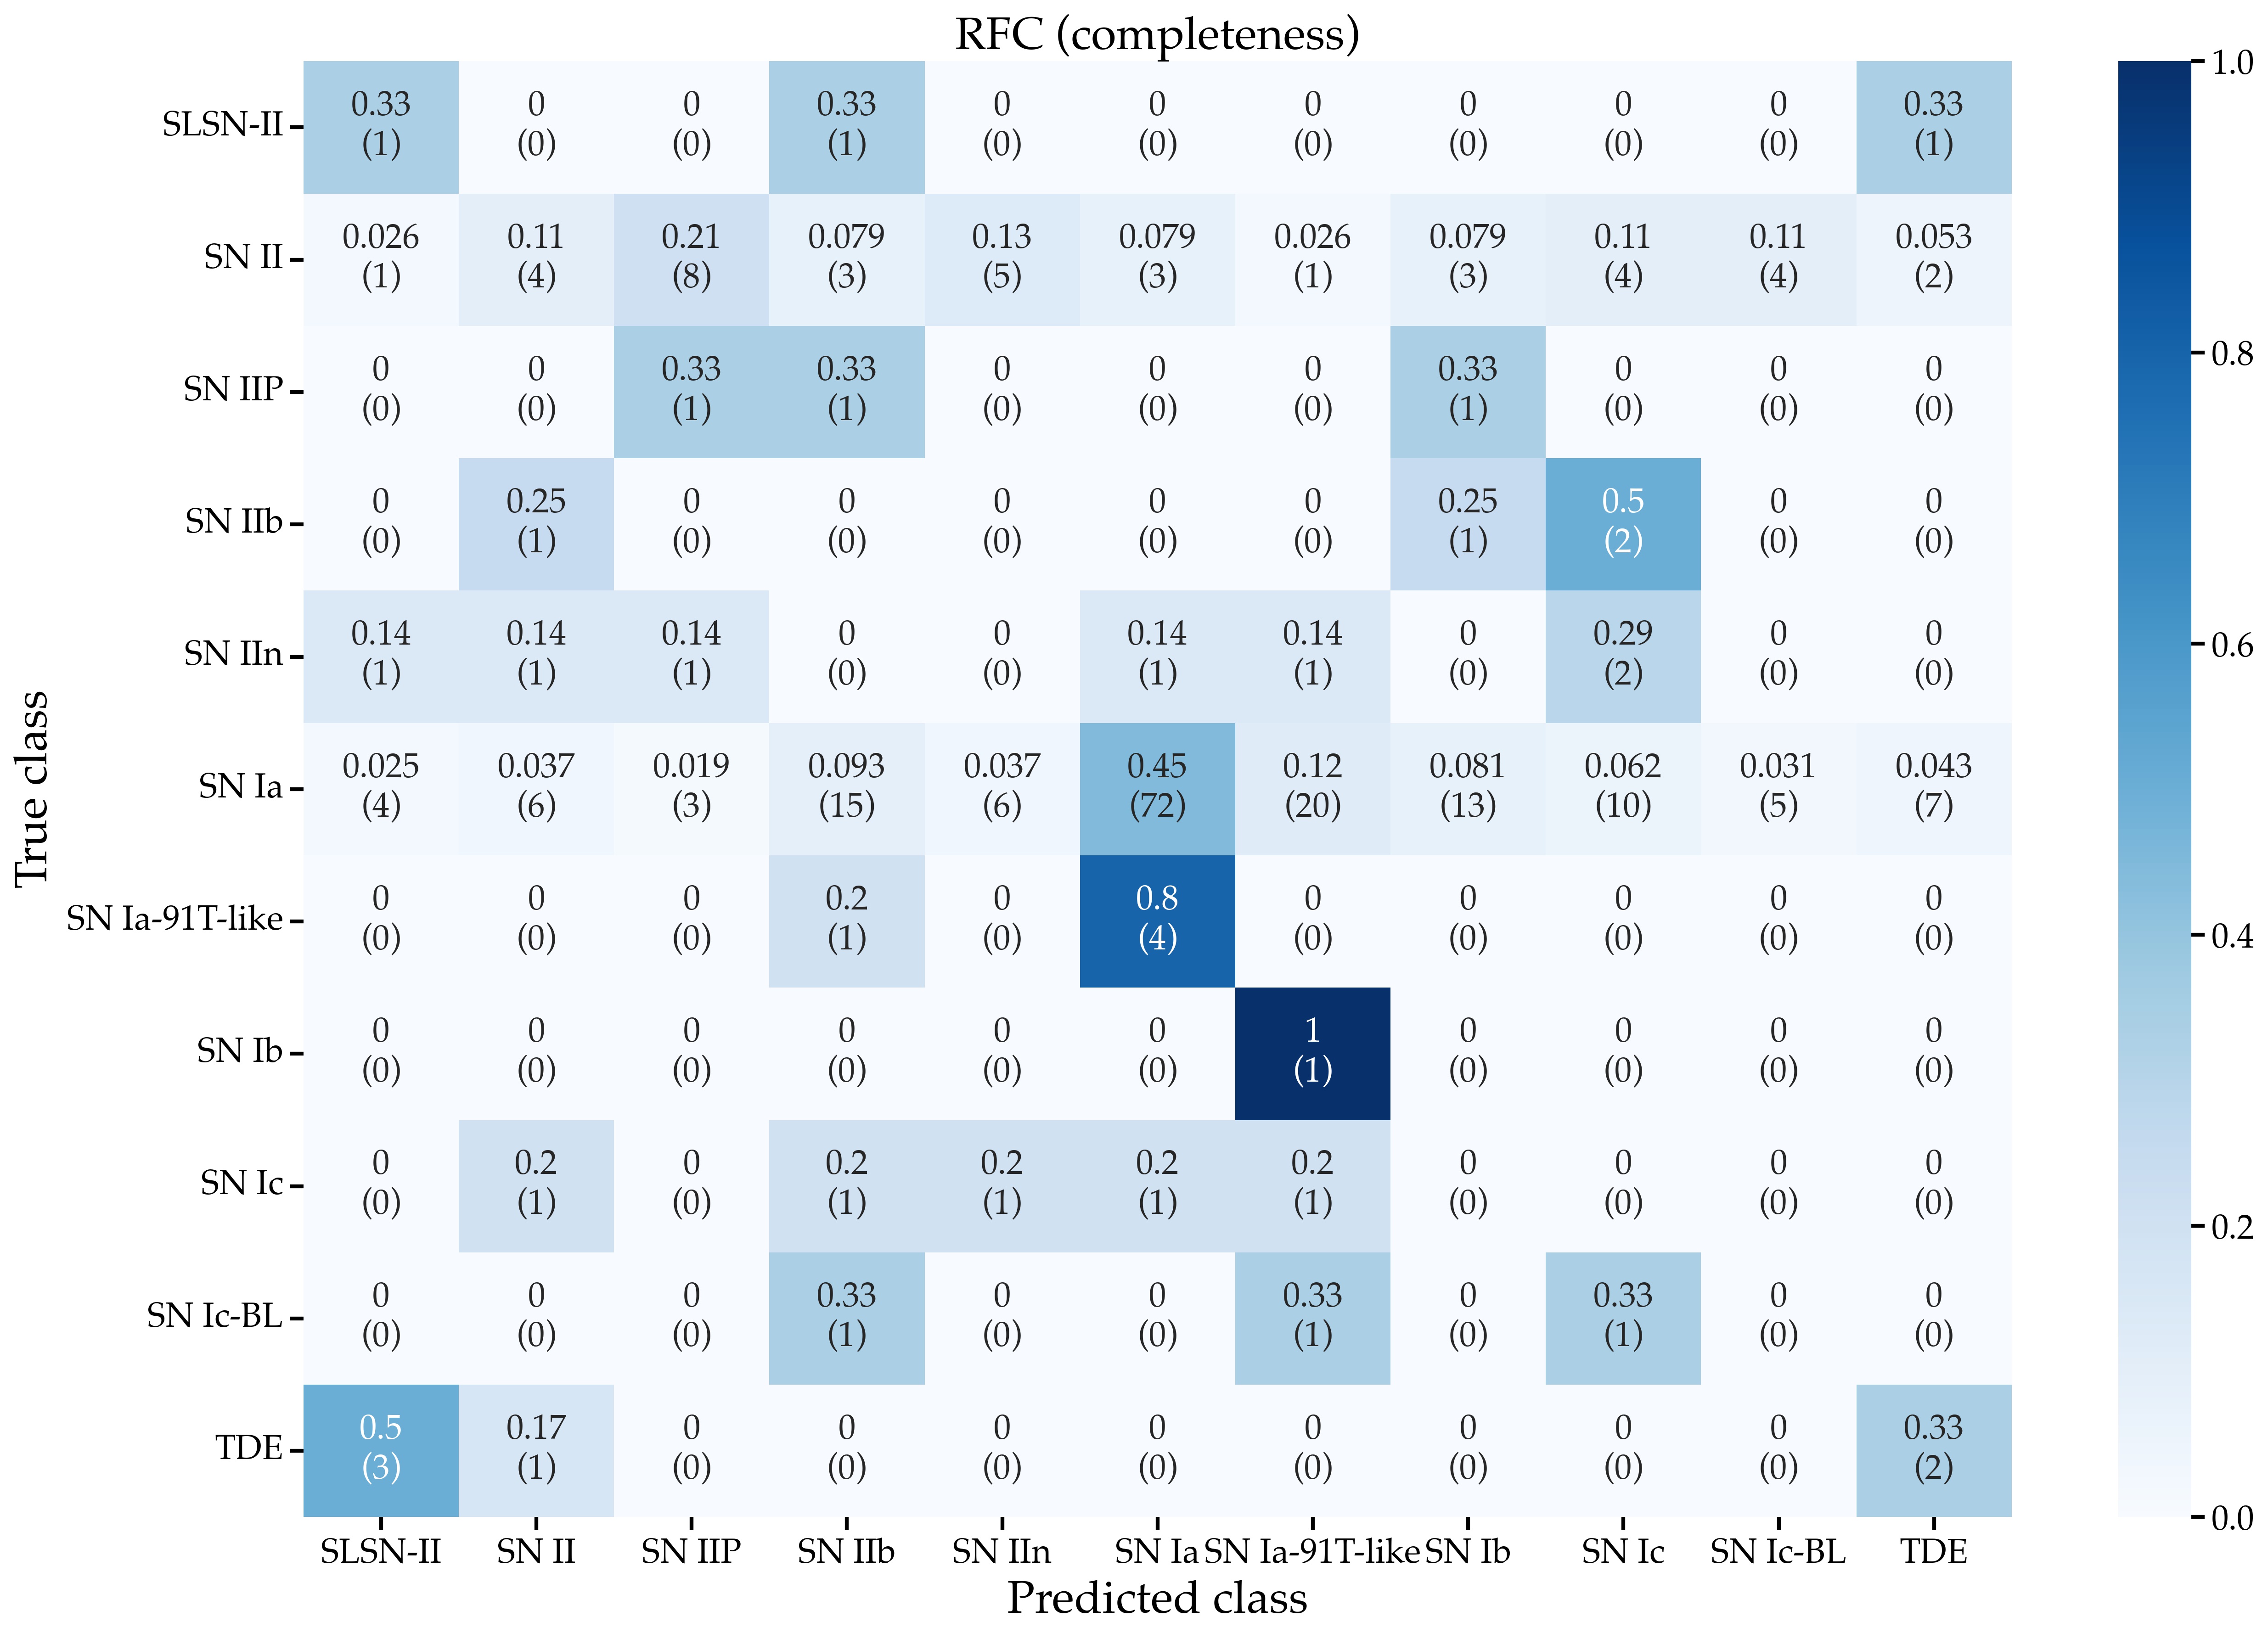 RFC (completeness)
SLSN-II 0.33 0 0 0.33 0 0 0 0 0 0 0.33
(1) (0) (0) (1) (0) (0) (0) (0) (0) (0) (1)
SN II 0.026 0.11 0.21 0.079 0.13 0.079 0.026 0.079 0.11 0.11 0.053
(1) (4) (8) (3) (5) (3) (1) (3) (4) (4) (2)
SN IIP 0 0 0.33 0.33 0 0 0 0.33 0 0 0
(0) (0) (1) (1) (0) (0) (0) (1) (0) (0) (0)
SN IIb 0 0.25 0 0 0 0 0 0.25 0.5 0 0
(0) (1) (0) (0) (0) (0) (0) (1) (2) (0) (0)
SN IIn 0.14 0.14 0.14 0 0 0.14 0.14 0 0.29 0 0
(1) (1) (1) (0) (0) (1) (1) (0) (2) (0) (0)
SN Ia 0.025 0.037 0.019 0.093 0.037 0.45 0.12 0.081 0.062 0.031 0.043
(4) (6) (3) (15) (6) (72) (20) (13) (10) (5) (7)
SN Ia-91T-like 0 0 0 0.2 0 0.8 0 0 0 0 0
(0) (0) (0) (1) (0) (4) (0) (0) (0) (0) (0)
SN Ib 0 0 0 0 0 0 1 0 0 0 0
(0) (0) (0) (0) (0) (0) (1) (0) (0) (0) (0)
SN Ic 0 0.2 0 0.2 0.2 0.2 0.2 0 0 0 0
(0) (1) (0) (1) (1) (1) (1) (0) (0) (0) (0)
SN Ic-BL 0 0 0 0.33 0 0 0.33 0 0.33 0 0
(0) (0) (0) (1) (0) (0) (1) (0) (1) (0) (0)
TDE 0.5 0.17 0 0 0 0 0 0 0 0 0.33
(3) (1) (0) (0) (0) (0) (0) (0) (0) (0) (2)
SLSN-II SN II SN IIP SN IIb SN IIn SN Ia SN Ia-91T-like SN Ib SN Ic SN Ic-BL TDE
Predicted class
True class
1.0
0.8
0.6
0.4
0.2
0.0